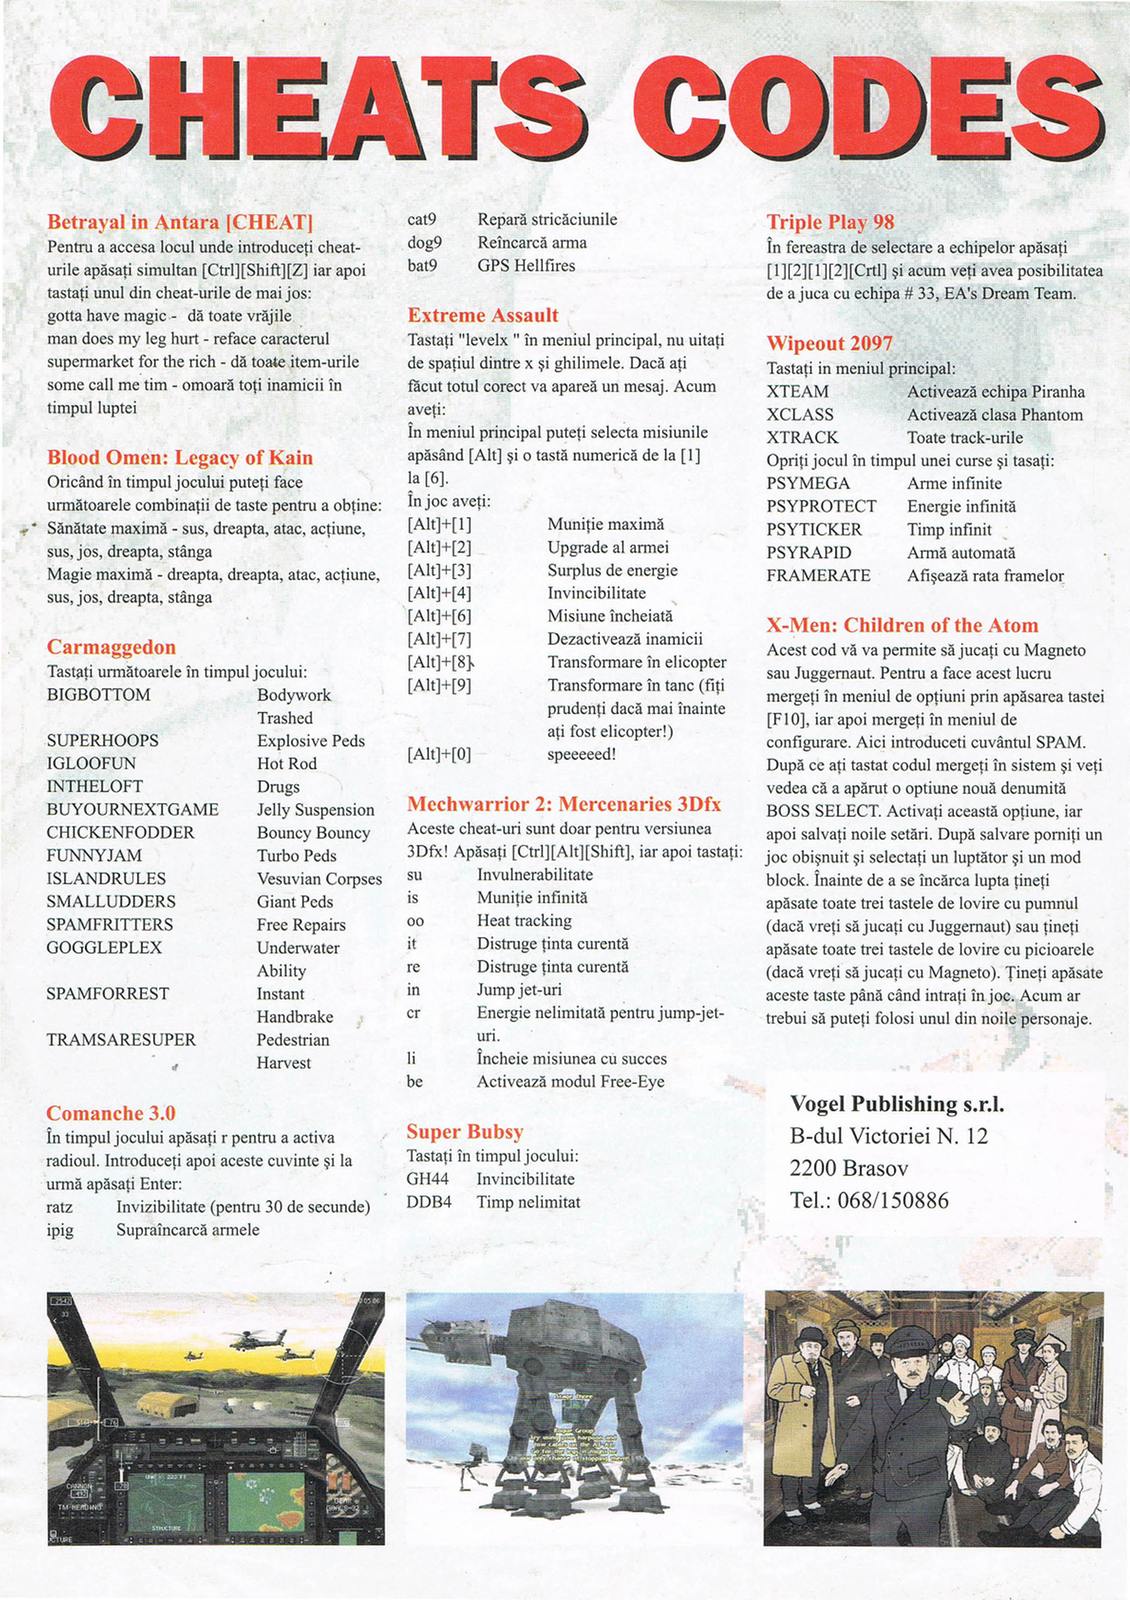 CHEATS CODES
Betrayal in Antara [CHEAT]
Pentru a accesa locul unde introduceți cheat-
urile apăsați simultan [Ctrl][Shift][Z] iar apoi
tastați unul din cheat-urile de mai jos:
gotta have magic - dă toate vrăjile
man does my leg hurt - reface caracterul
supermarket for the rich - dă toate item-urile
some call me tim - omoară toți inamicii în
timpul luptei
Blood Omen: Legacy of Kain
Oricând în timpul jocului puteți face
următoarele combinații de taste pentru a obține:
Sănătate maximă - sus, dreapta, atac, acțiune,
sus, jos, dreapta, stânga
Magie maximă - dreapta, dreapta, atac, acțiune,
sus, jos, dreapta, stânga
Carmaggedon
Tastați următoarele în timpul jocului:
BIGBOTTOM Bodywork
Trashed
SUPERHOOPS Explosive Peds
IGLOOFUN Hot Rod
INTHELOFT Drugs
BUYOURNEXTGAME Jelly Suspension
CHICKENFODDER Bouncy Bouncy
FUNNYJAM Turbo Peds
ISLANDRULES Vesuvian Corpses
SMALLUDDERS Giant Peds
SPAMFRITTERS Free Repairs
GOGGLEPLEX Underwater
Ability
SPAMFORREST Instant
Handbrake
TRAMSARESUPER Pedestrian
Harvest
Comanche 3.0
În timpul jocului apăsați r pentru a activa
radioul. Introduceți apoi aceste cuvinte și la
urmă apăsați Enter:
ratz Invizibilitate (pentru 30 de secunde)
ipig Supraîncarcă armele
cat9 Repară stricăciunile
dog9 Reîncarcă arma
bat9 GPS Hellfires
Extreme Assault
Tastați "levelx " în meniul principal, nu uitați
de spațiul dintre x și ghilimele. Dacă ați
făcut totul corect va apareă un mesaj. Acum
aveți:
În meniul principal puteți selecta misiunile
apăsând [Alt] și o tastă numerică de la [1]
la [6].
În joc aveți:
[Alt]+[1] Muniție maximă
[Alt]+[2] Upgrade al armei
[Alt]+[3] Surplus de energie
[Alt]+[4] Invincibilitate
[Alt]+[6] Misiune încheiată
[Alt]+[7] Dezactivează inamicii
[Alt]+[8] Transformare în elicopter
[Alt]+[9] Transformare în tanc (fiți
prudenți dacă mai înainte
ați fost elicopter!)
[Alt]+[0] speeeeed!
Mechwarrior 2: Mercenaries 3Dfx
Aceste cheat-uri sunt doar pentru versiunea
3Dfx! Apăsați [Ctrl][Alt][Shift], iar apoi tastați:
su Invulnerabilitate
is Muniție infinită
oo Heat tracking
it Distruge ținta curentă
re Distruge ținta curentă
in Jump jet-uri
cr Energie nelimitată pentru jump-jet-
uri.
li Încheie misiunea cu succes
be Activează modul Free-Eye
Super Bubsy
Tastați în timpul jocului:
GH44 Invincibilitate
DDB4 Timp nelimitat
Triple Play 98
În fereastra de selectare a echipelor apăsați
[1][2][1][2][Crtl] și acum veți avea posibilitatea
de a juca cu echipa # 33, EA's Dream Team.
Wipeout 2097
Tastați in meniul principal:
XTEAM Activează echipa Piranha
XCLASS Activează clasa Phantom
XTRACK Toate track-urile
Opriți jocul în timpul unei curse și tasați:
PSYMEGA Arme infinite
PSYPROTECT Energie infinită
PSYTICKER Timp infinit
PSYRAPID Armă automată
FRAMERATE Afișează rata framelor
X-Men: Children of the Atom
Acest cod vă va permite să jucați cu Magneto
sau Juggernaut. Pentru a face acest lucru
mergeți în meniul de opțiuni prin apăsarea tastei
[F10], iar apoi mergeți în meniul de
configurare. Aici introduceti cuvântul SPAM.
După ce ați tastat codul mergeți în sistem și veți
vedea că a apărut o optiune nouă denumită
BOSS SELECT. Activați această opțiune, iar
apoi salvați noile setări. După salvare porniți un
joc obișnuit și selectați un luptător și un mod
block. Înainte de a se încărca lupta țineți
apăsate toate trei tastele de lovire cu pumnul
(dacă vreți să jucați cu Juggernaut) sau țineți
apăsate toate trei tastele de lovire cu picioarele
(dacă vreți să jucați cu Magneto). Țineți apăsate
aceste taste până când intrați în joc. Acum ar
trebui să puteți folosi unul din noile personaje.
Vogel Publishing s.r.l.
B-dul Victoriei N. 12
2200 Brasov
Tel.: 068/150886
CANNON
STRUCTURE
Rogue Group,